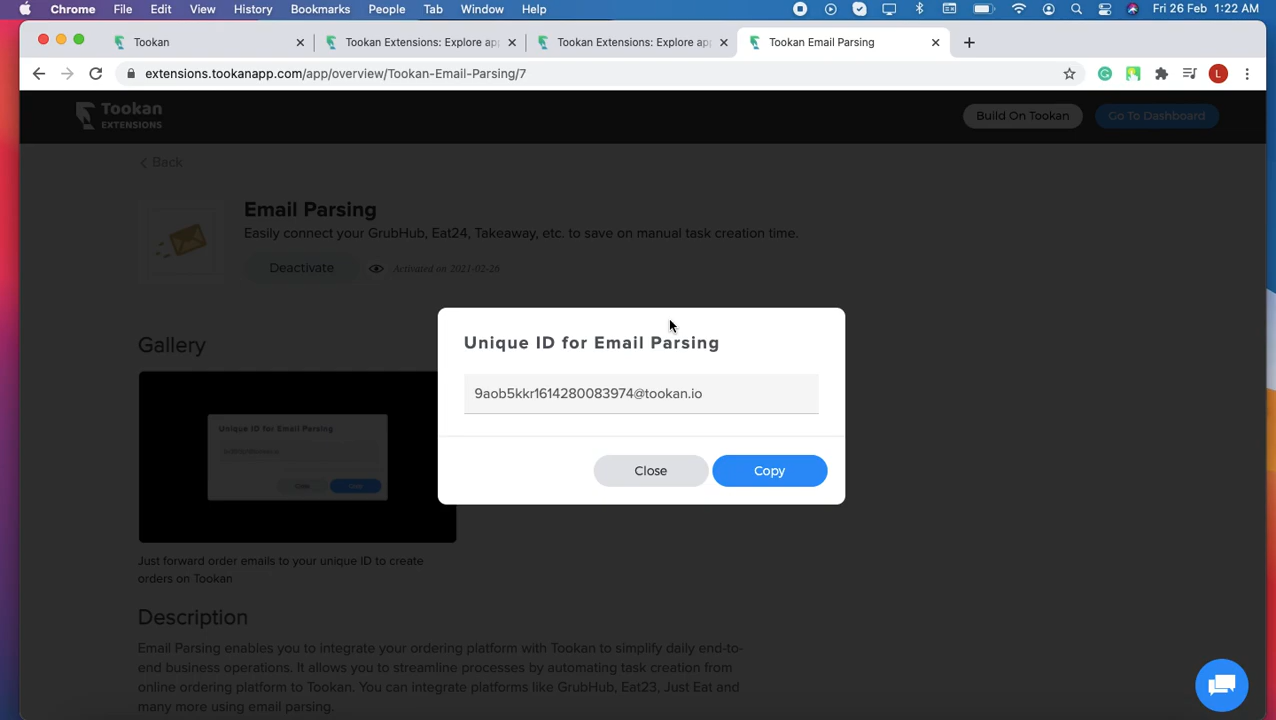 Chrome File Edit View History Bookmarks People Tab Window Help Fri 26 Feb 1:22 AM
Tookan Tookan Extensions: Explore ap Tookan Extensions: Explore ap Tookan Email Parsing
extensions.tookanapp.com/app/overview/Tookan-Email-Parsing/7 L
Tookan
EXTENSIONS
Build On Tookan Go To Dashboard
Back
Email Parsing
Easily connect your GrubHub, Eat24, Takeaway, etc. to save on manual task creation time.
Deactivate Activated on 2021-02-26
Unique ID for Email Parsing
9aob5kkr1614280083974@tookan.io
Close Copy
Gallery
Unique ID for Email Parsing
Just forward order emails to your unique ID to create
orders on Tookan
Description
Email Parsing enables you to integrate your ordering platform with Tookan to simplify daily end-to-
end business operations. It allows you to streamline processes by automating task creation from
online ordering platform to Tookan. You can integrate platforms like GrubHub, Eat23, Just Eat and
many more using email parsing.